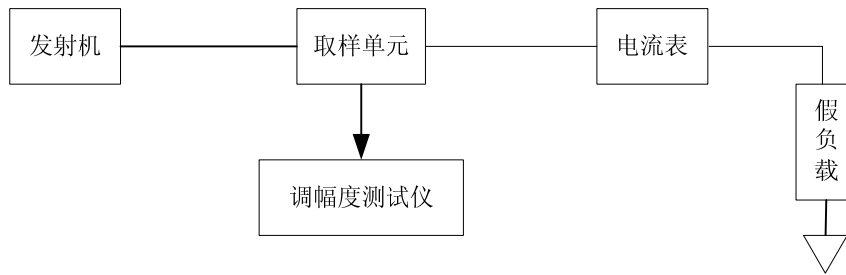 发射机
取样单元
电流表
假负载
调幅度测试仪